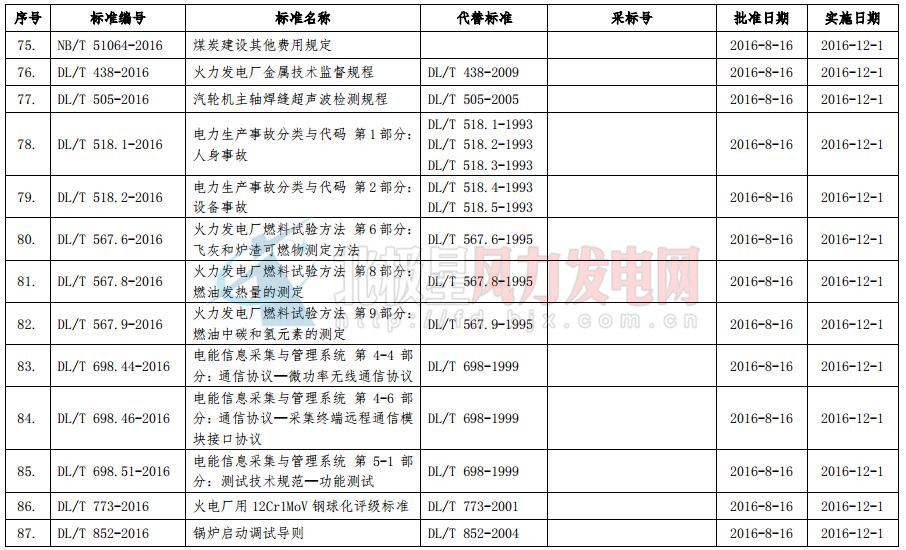 序号 标准编号 标准名称 代替标准 采标号 批准日期 实施日期
75. NB/T 51064-2016 煤炭建设其他费用规定 2016-8-16 2016-12-1
76. DL/T 438-2016 火力发电厂金属技术监督规程 DL/T 438-2009 2016-8-16 2016-12-1
77. DL/T 505-2016 汽轮机主轴焊缝超声波检测规程 DL/T 505-2005 2016-8-16 2016-12-1
78. DL/T 518.1-2016 电力生产事故分类与代码 第1部分：
人身事故
DL/T 518.1-1993
DL/T 518.2-1993
DL/T 518.3-1993
2016-8-16 2016-12-1
79. DL/T 518.2-2016 电力生产事故分类与代码 第2部分：
设备事故
DL/T 518.4-1993
DL/T 518.5-1993
2016-8-16 2016-12-1
80. DL/T 567.6-2016 火力发电厂燃料试验方法 第6部分：
飞灰和炉渣可燃物测定方法
DL/T 567.6-1995 2016-8-16 2016-12-1
81. DL/T 567.8-2016 火力发电厂燃料试验方法 第8部分：
燃油发热量的测定
DL/T 567.8-1995 2016-8-16 2016-12-1
82. DL/T 567.9-2016 火力发电厂燃料试验方法 第9部分：
燃油中碳和氢元素的测定
DL/T 567.9-1995 2016-8-16 2016-12-1
83. DL/T 698.44-2016 电能信息采集与管理系统 第 4-4 部
分：通信协议—微功率无线通信协议
DL/T 698-1999 2016-8-16 2016-12-1
84. DL/T 698.46-2016 电能信息采集与管理系统 第 4-6 部
分：通信协议—采集终端远程通信模
块接口协议
DL/T 698-1999 2016-8-16 2016-12-1
85. DL/T 698.51-2016 电能信息采集与管理系统 第 5-1 部
分：测试技术规范—功能测试
DL/T 698-1999 2016-8-16 2016-12-1
86. DL/T 773-2016 火电厂用12Cr1MoV钢球化评级标准 DL/T 773-2001 2016-8-16 2016-12-1
87. DL/T 852-2016 锅炉启动调试导则 DL/T 852-2004 2016-8-16 2016-12-1
北极星风力发电网
http://fd.bjx.com.cn